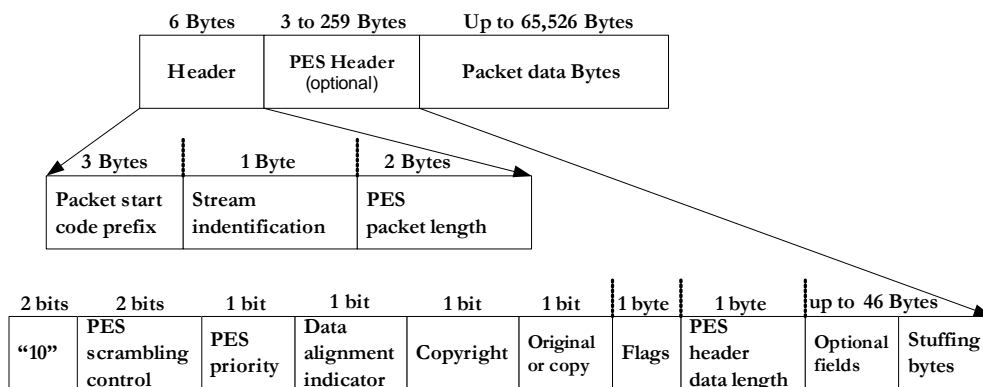 6 Bytes 3 to 259 Bytes Up to 65,526 Bytes
Header
PES Header
(optional)
Packet data Bytes
3 Bytes 1 Byte 2 Bytes
Packet start
code prefix
Stream
indentification
PES
packet length
2 bits 2 bits 1 bit 1 bit 1 bit 1 bit 1 byte 1 byte up to 46 Bytes
“10”
PES
scrambling
control
PES
priority
Data
alignment
indicator
Copyright
Original
or copy
Flags
PES
header
data length
Optional
fields
Stuffing
bytes